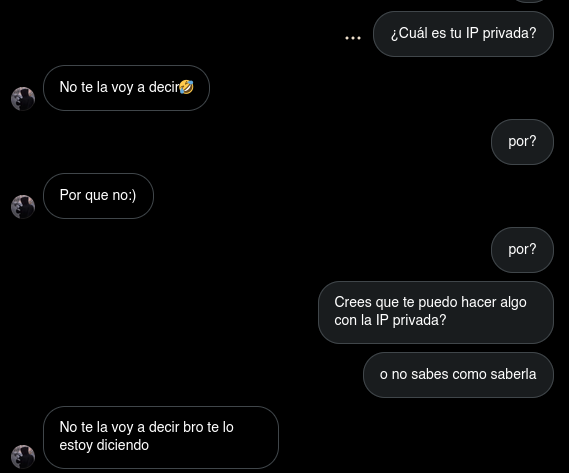 ¿Cuál es tu IP privada?
No te la voy a decir🤣
por?
Por que no:)
por?
Crees que te puedo hacer algo
con la IP privada?
o no sabes como saberla
No te la voy a decir bro te lo
estoy diciendo